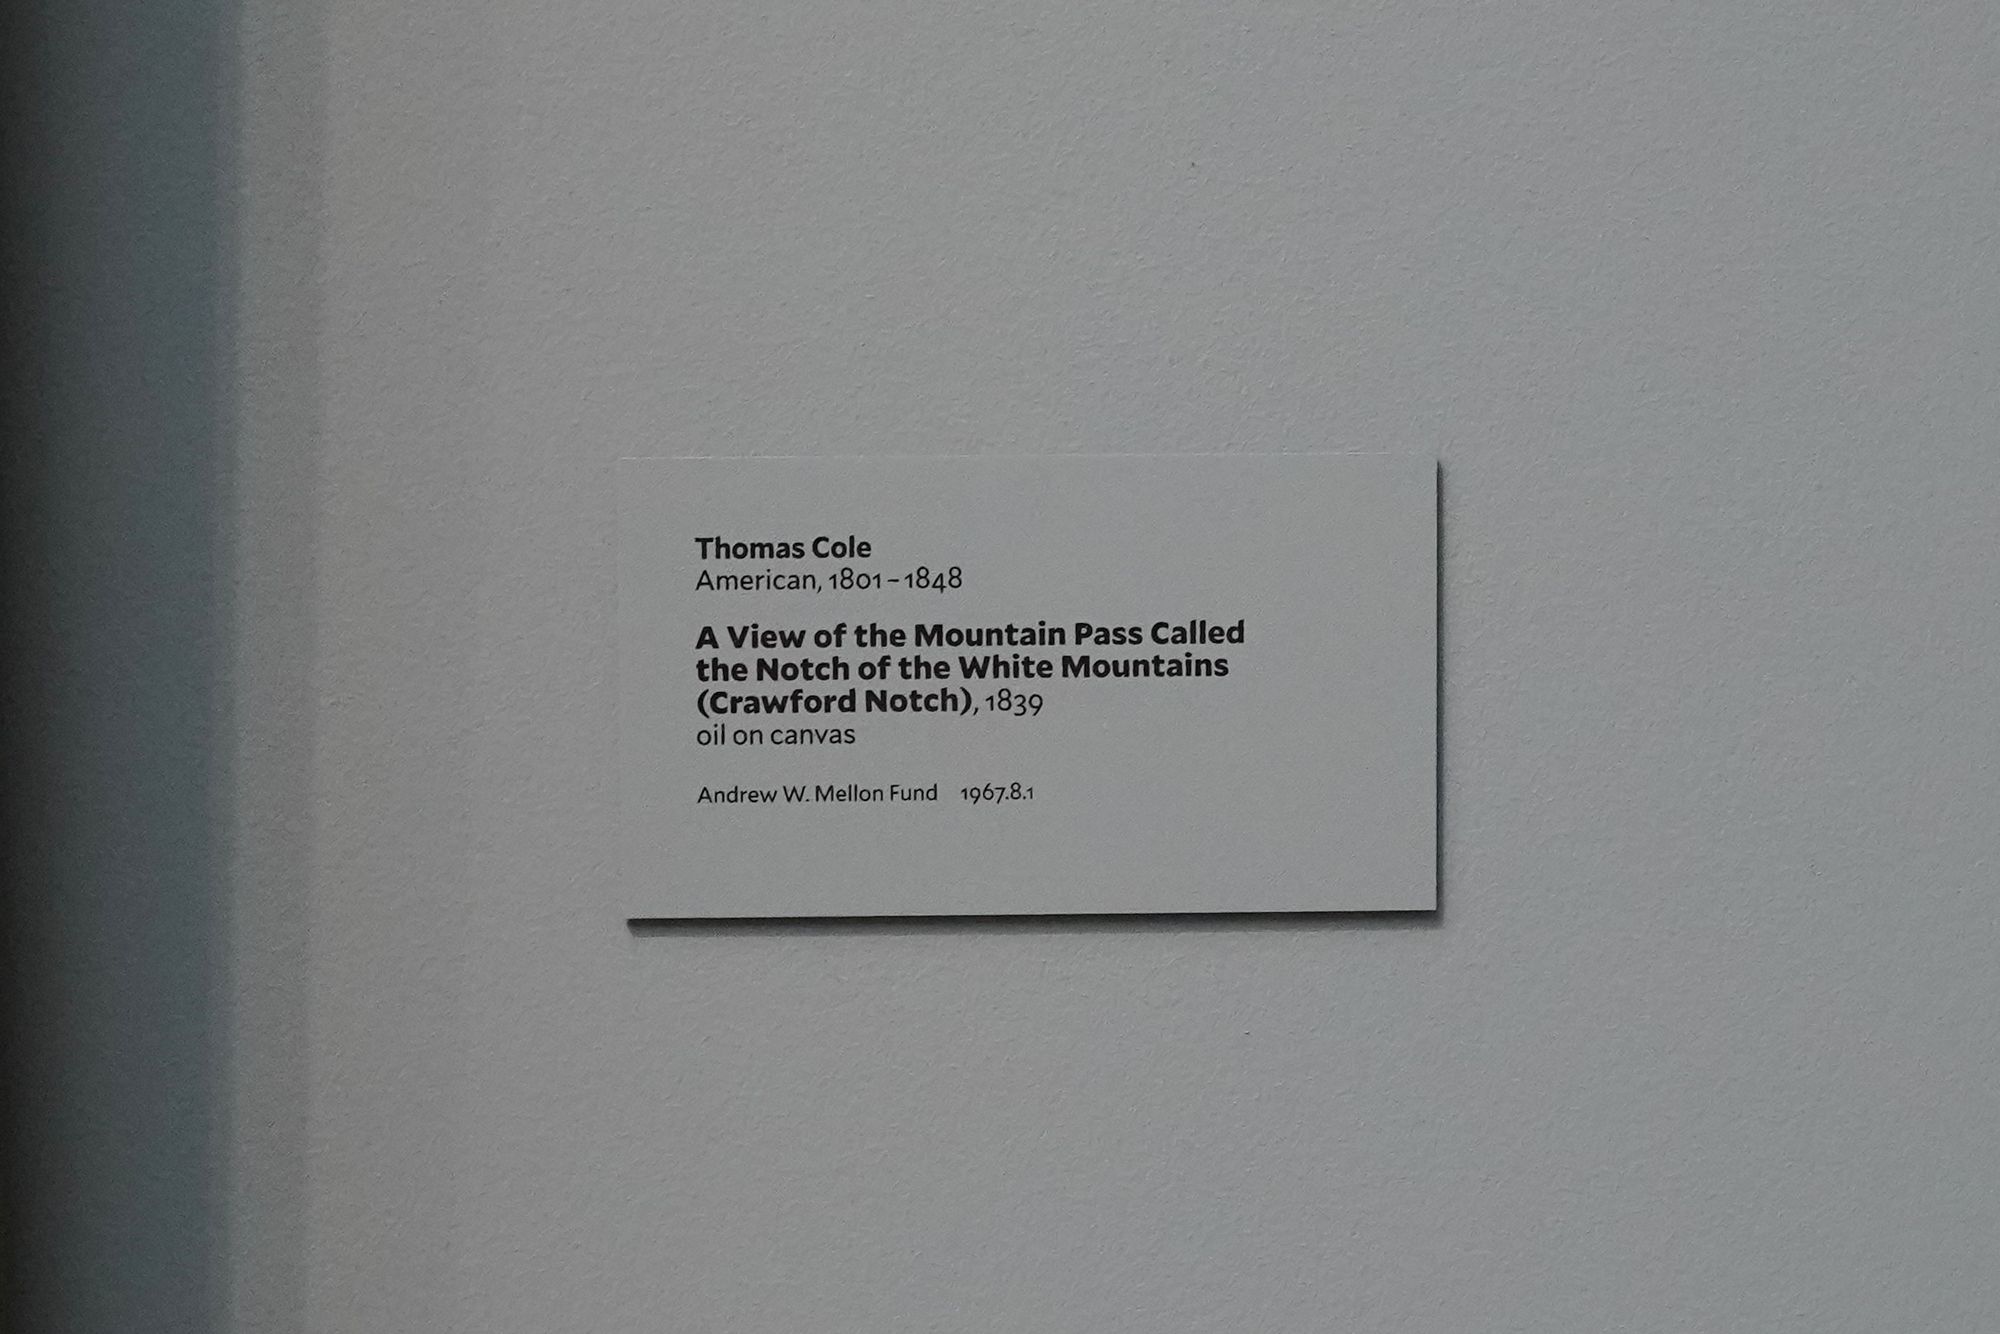 Thomas Cole
American, 1801–1848
A View of the Mountain Pass Called
the Notch of the White Mountains
(Crawford Notch), 1839
oil on canvas
Andrew W. Mellon Fund 1967.8.1